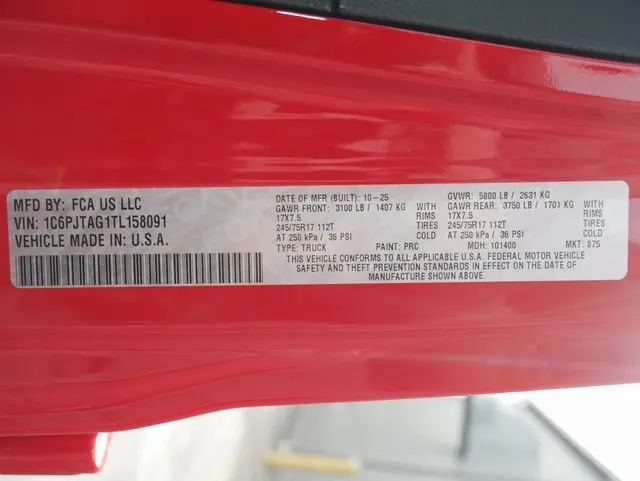 MFD BY: FCA US LLC
VIN: 1C6PJTAG1TL158091
VEHICLE MADE IN: U.S.A.
DATE OF MFR (BUILT): 10-25
GVWR: 5800 LB / 2631 KG
GAWR FRONT: 3100 LB / 1407 KG WITH
GAWR REAR: 3750 LB / 1701 KG WITH
17X7.5 RIMS
17X7.5 RIMS
245/75R17 112T TIRES
245/75R17 112T TIRES
AT 250 kPa / 36 PSI COLD
AT 250 kPa / 36 PSI COLD
TYPE: TRUCK PAINT: PRC MDH: 101400 MKT: 875
THIS VEHICLE CONFORMS TO ALL APPLICABLE U.S.A. FEDERAL MOTOR VEHICLE
SAFETY AND THEFT PREVENTION STANDARDS IN EFFECT ON THE DATE OF
MANUFACTURE SHOWN ABOVE.